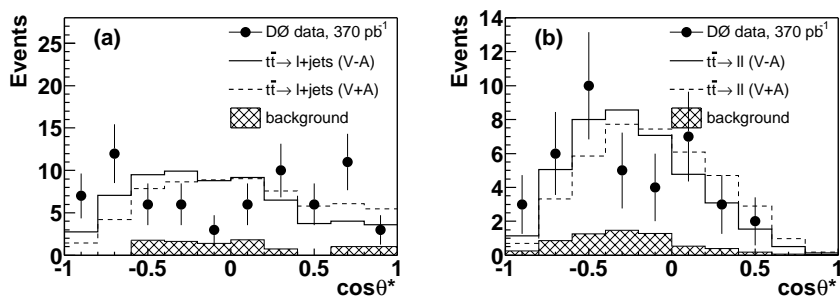 (a)
DØ data, 370 pb-1
tt̄→ l+jets (V-A)
tt̄→ l+jets (V+A)
background
Events
25
20
15
10
5
0
-1 -0.5 0 0.5 1
cosθ*
(b)
DØ data, 370 pb-1
tt̄→ ll (V-A)
tt̄→ ll (V+A)
background
Events
14
12
10
8
6
4
2
0
-1 -0.5 0 0.5 1
cosθ*